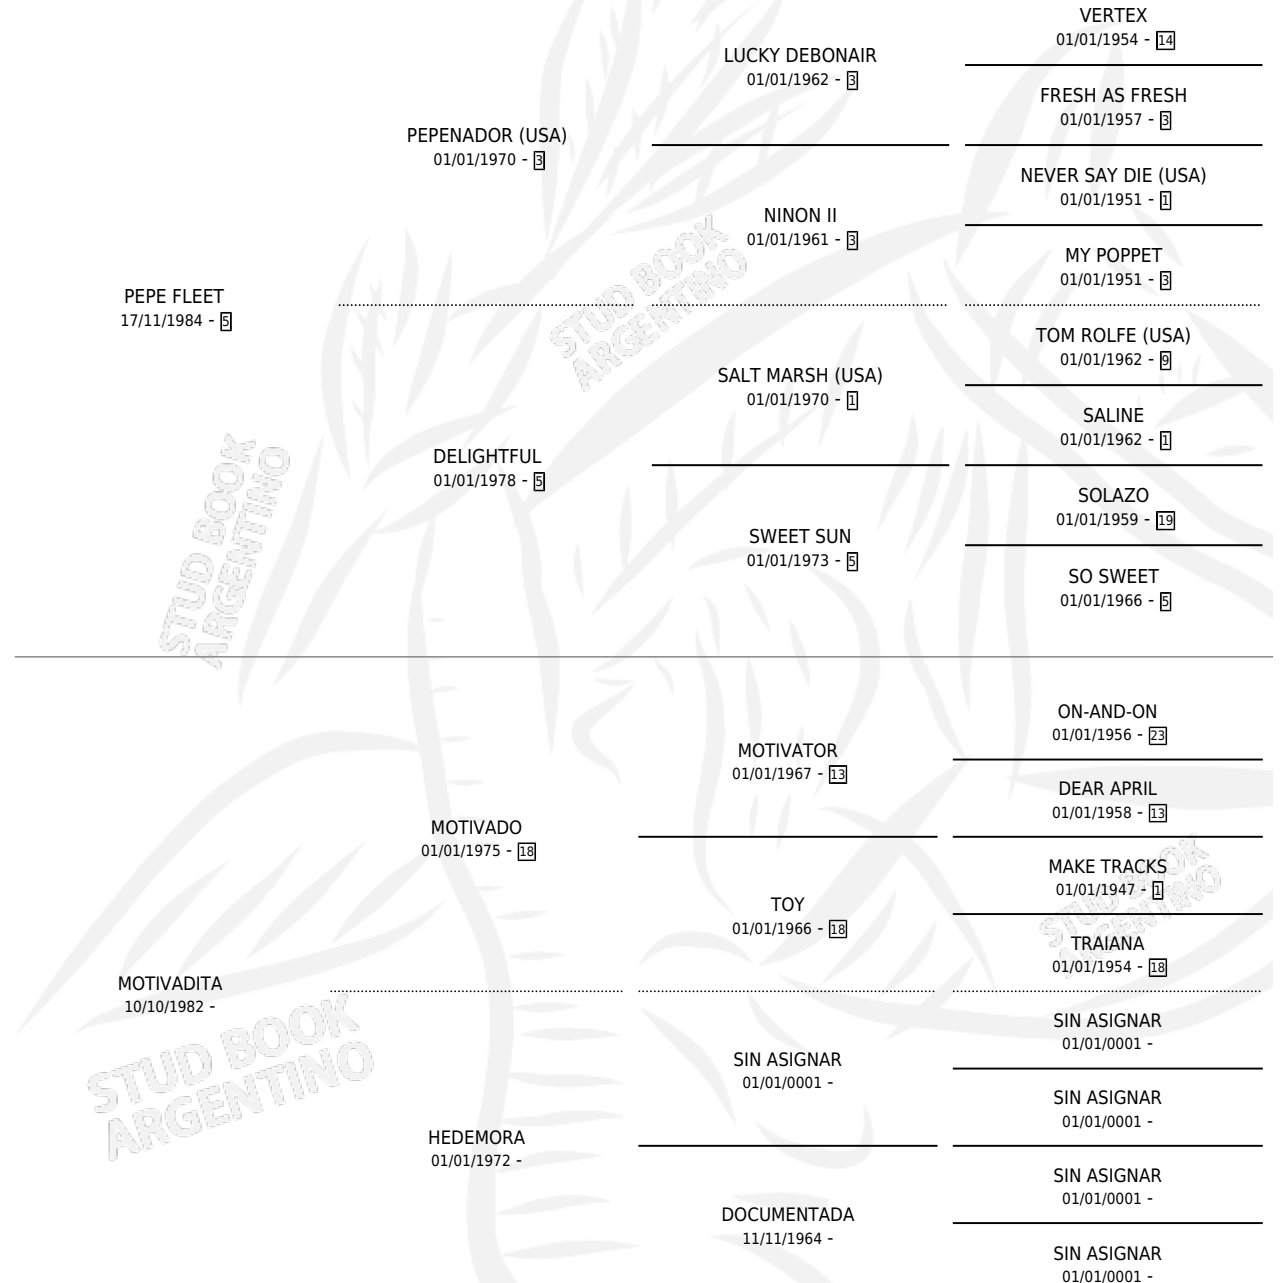 VERTEX
01/01/1954 - 14
LUCKY DEBONAIR
01/01/1962 - 3
FRESH AS FRESH
01/01/1957 - 3
PEPENADOR (USA)
01/01/1970 - 3
NEVER SAY DIE (USA)
01/01/1951 - 1
NINON II
01/01/1961 - 3
MY POPPET
01/01/1951 - 3
PEPE FLEET
17/11/1984 - 5
TOM ROLFE (USA)
01/01/1962 - 9
SALT MARSH (USA)
01/01/1970 - 1
SALINE
01/01/1962 - 1
DELIGHTFUL
01/01/1978 - 5
SOLAZO
01/01/1959 - 19
SWEET SUN
01/01/1973 - 5
SO SWEET
01/01/1966 - 5
STUD BOOK
ARGENTINO
STUD BOOK
ARGENTINO
ON-AND-ON
01/01/1956 - 23
MOTIVATOR
01/01/1967 - 13
DEAR APRIL
01/01/1958 - 13
MOTIVADO
01/01/1975 - 18
MAKE TRACKS
01/01/1947 - 1
TOY
01/01/1966 - 18
TRAIANA
01/01/1954 - 18
STUD BOOK
ARGENTINO
MOTIVADITA
10/10/1982 -
SIN ASIGNAR
01/01/0001 -
SIN ASIGNAR
01/01/0001 -
SIN ASIGNAR
01/01/0001 -
HEDEMORA
01/01/1972 -
SIN ASIGNAR
01/01/0001 -
DOCUMENTADA
11/11/1964 -
SIN ASIGNAR
01/01/0001 -
STUD BOOK
ARGENTINO